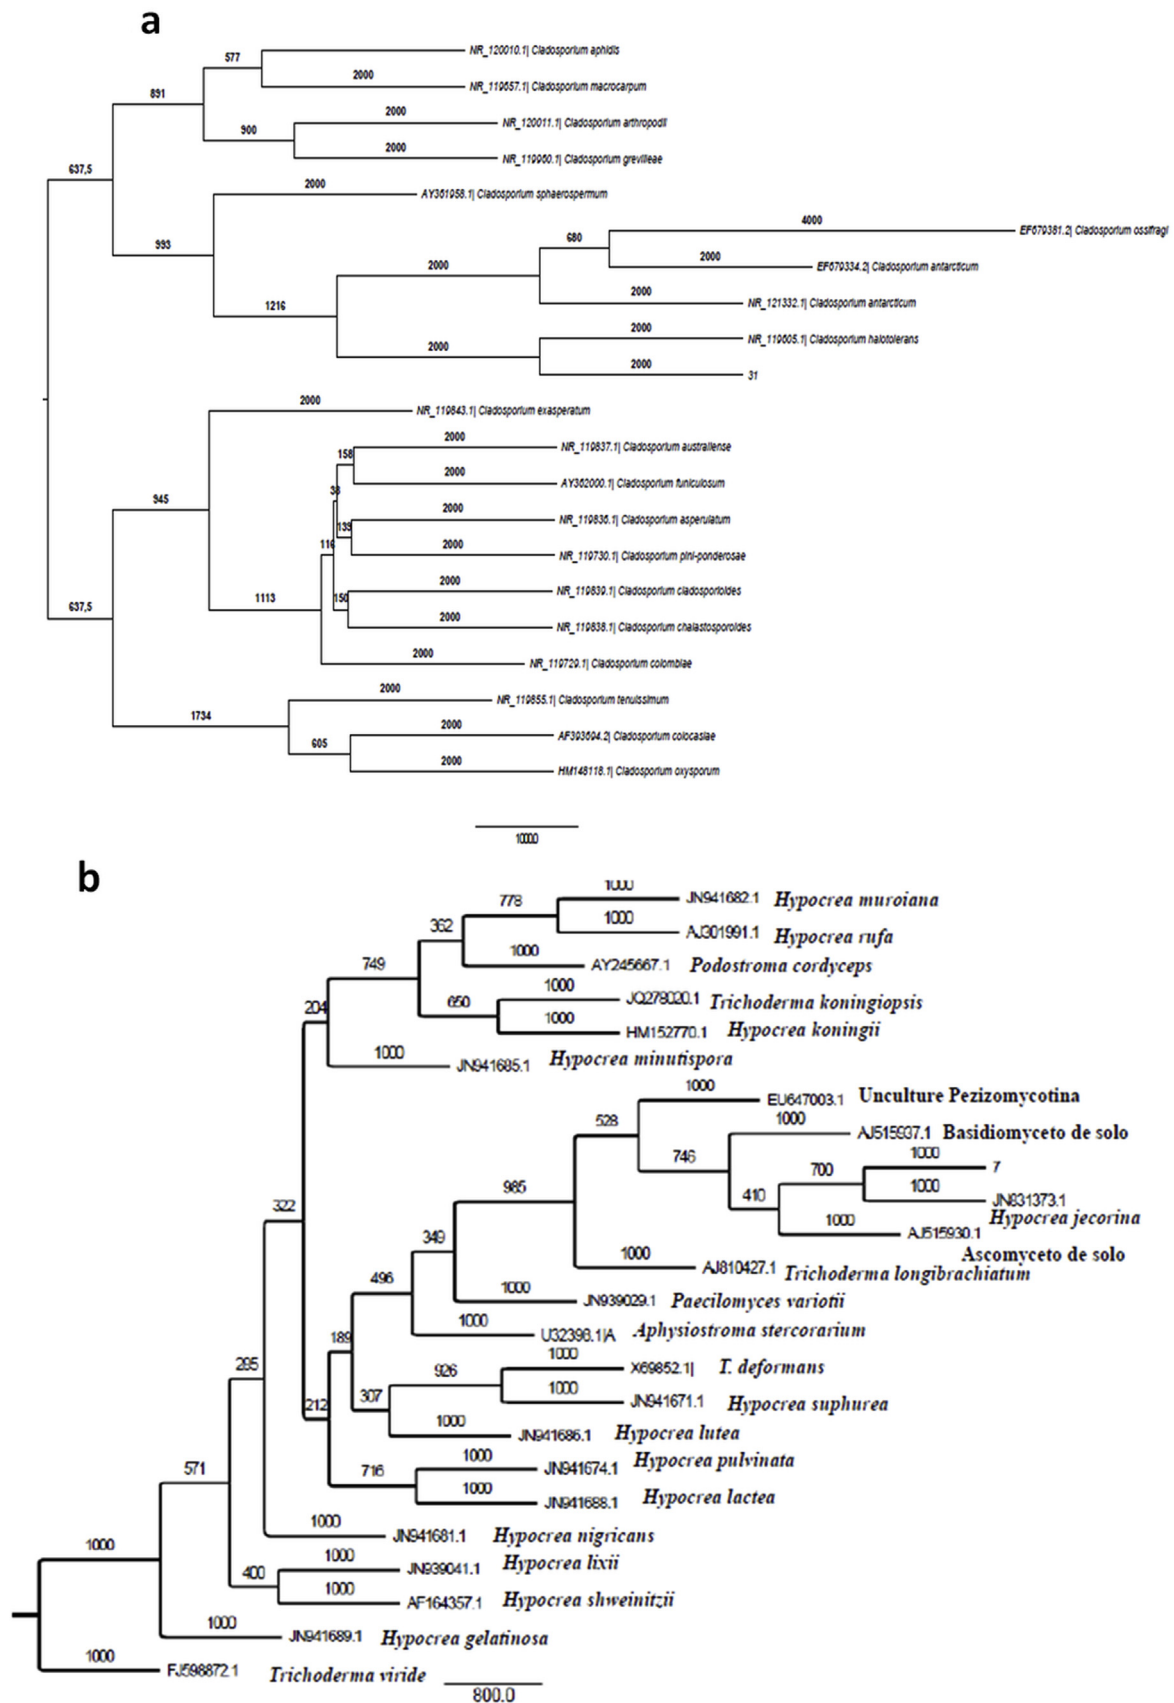 a
577
NR_120010.1| Cladosporium aphidis
2000
NR_119657.1| Cladosporium macrocarpum
891
2000
NR_120011.1| Cladosporium arthropodii
900
2000
NR_119960.1| Cladosporium grevilleae
637,5
2000
AY361958.1| Cladosporium sphaerospermum
4000
EF679381.2| Cladosporium ossifragi
993
680
2000
EF679334.2| Cladosporium antarcticum
2000
2000
NR_121332.1| Cladosporium antarcticum
1216
2000
NR_119605.1| Cladosporium halotolerans
2000
2000
31
2000
NR_119843.1| Cladosporium exasperatum
2000
NR_119837.1| Cladosporium australiense
158
2000
AY362000.1| Cladosporium funiculosum
38
945
2000
NR_119836.1| Cladosporium asperulatum
139
2000
NR_119730.1| Cladosporium pini-ponderosae
116
2000
NR_119839.1| Cladosporium cladosporioides
150
637,5
1113
2000
NR_119838.1| Cladosporium chalastosporoides
2000
NR_119729.1| Cladosporium colombiae
2000
NR_119855.1| Cladosporium tenuissimum
1734
2000
AF393694.2| Cladosporium colocasiae
605
2000
HM148118.1| Cladosporium oxysporum
1000.0
b
1000
JN941682.1 Hypocrea muroiana
778
1000
AJ301991.1 Hypocrea rufa
362
1000
AY245667.1 Podostroma cordyceps
749
1000
JQ278020.1 Trichoderma koningiopsis
650
1000
HM152770.1 Hypocrea koningii
204
1000
JN941685.1 Hypocrea minutispora
1000
EU647003.1 Unculture Pezizomycotina
528
1000
AJ515937.1 Basidiomyceto de solo
746
1000
7
700
1000
JN831373.1
Hypocrea jecorina
410
1000
AJ515930.1
Ascomyceto de solo
985
1000
AJ810427.1 Trichoderma longibrachiatum
322
349
1000
JN939029.1 Paecilomyces variotii
496
1000
U32398.1|A Aphysiostroma stercorarium
189
1000
X69852.1| T. deformans
926
1000
JN941671.1 Hypocrea suphurea
295
307
1000
JN941686.1 Hypocrea lutea
212
1000
JN941674.1 Hypocrea pulvinata
716
1000
JN941688.1 Hypocrea lactea
571
1000
JN941681.1 Hypocrea nigricans
1000
JN939041.1 Hypocrea lixii
400
1000
AF164357.1 Hypocrea shweinitzii
1000
1000
JN941689.1 Hypocrea gelatinosa
1000
FJ598872.1 Trichoderma viride
800.0